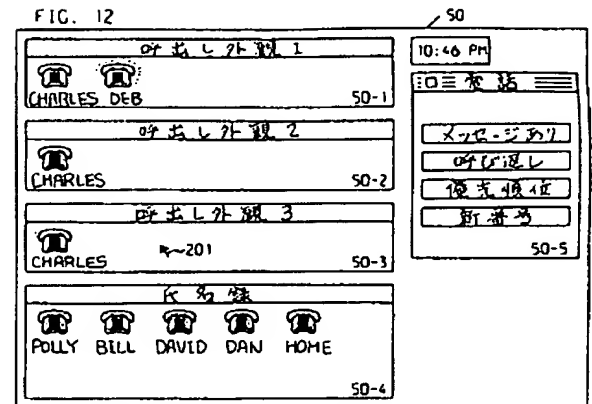 FIG. 12
50
呼出し外観 1
CHARLES DEB
50-1
呼出し外観 2
CHARLES
50-2
呼出し外観 3
CHARLES
201
50-3
氏名録
POLLY BILL DAVID DAN HOME
50-4
10:46 PM
電話
メッセージあり
呼び返し
優先順位
新番号
50-5